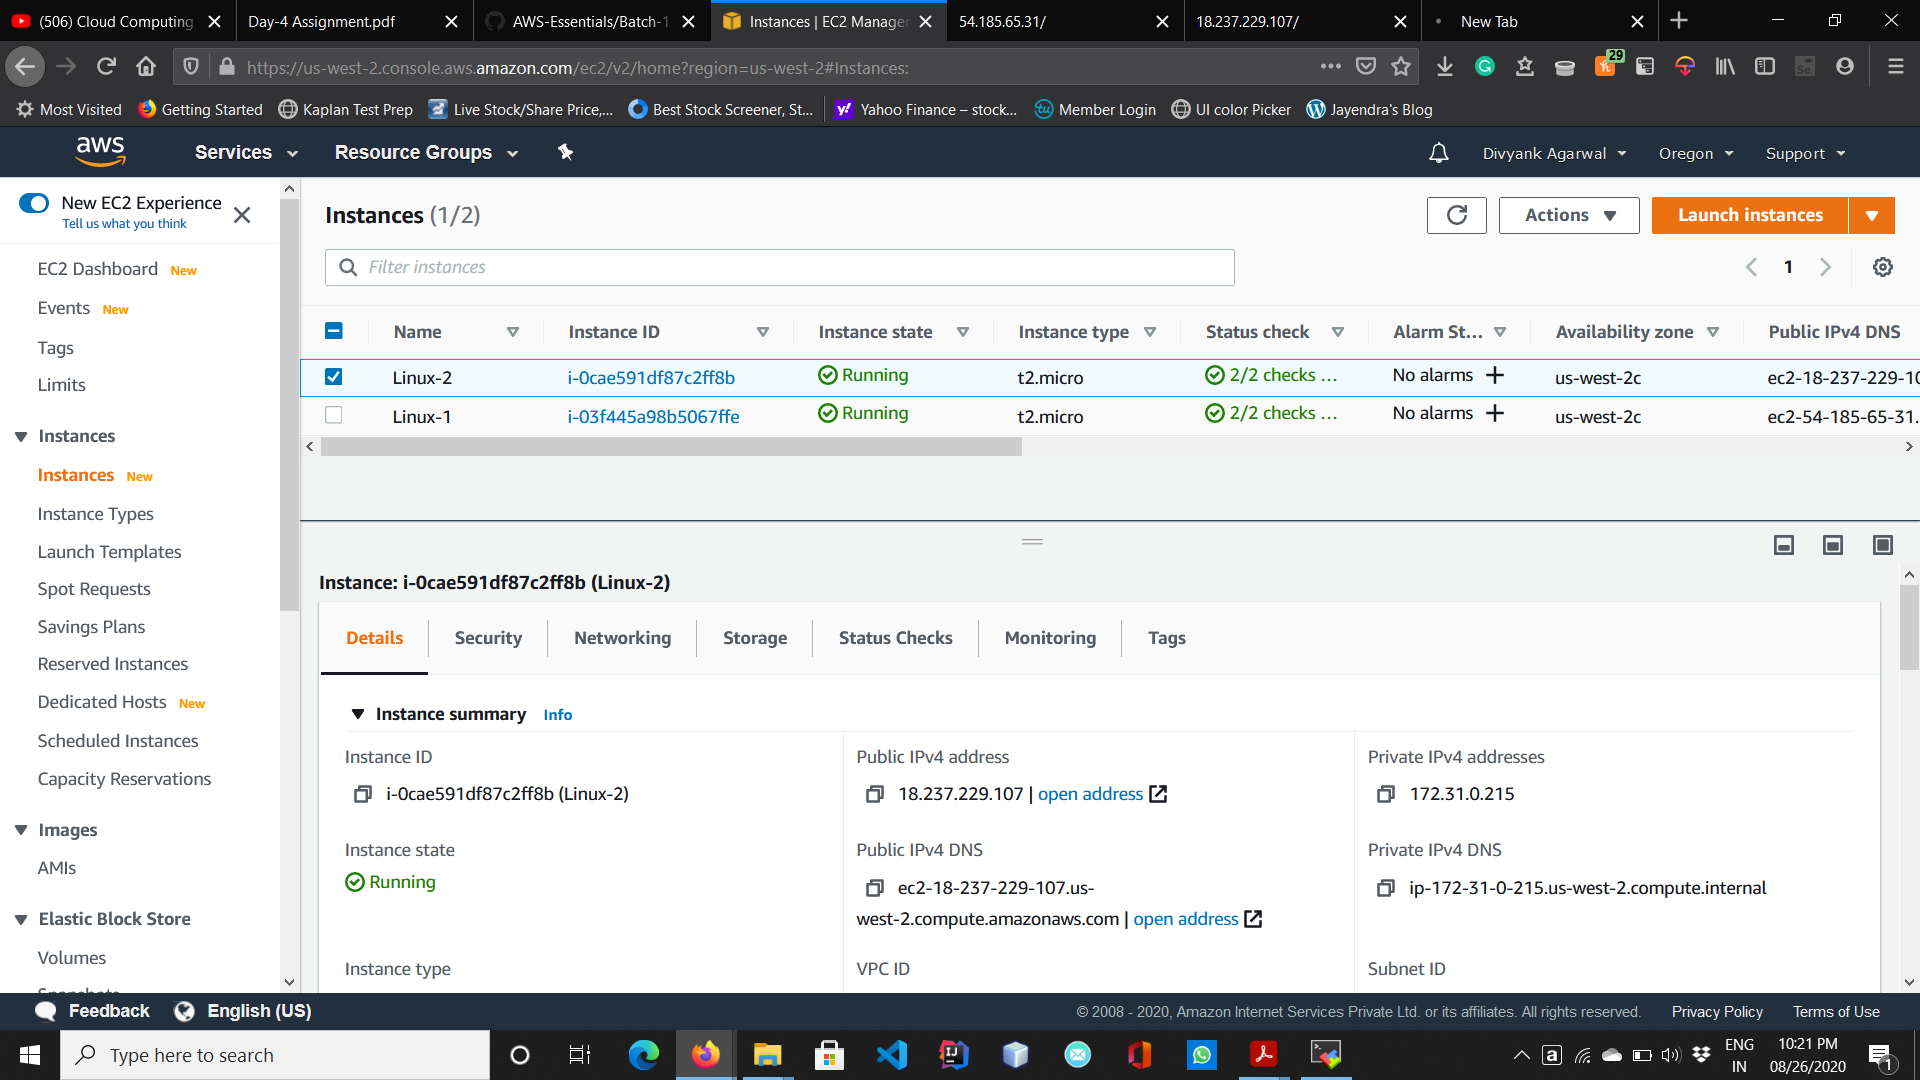 (506) Cloud Computing
Day-4 Assignment.pdf
AWS-Essentials/Batch-1
Instances | EC2 Manager
54.185.65.31/
18.237.229.107/
New Tab
https://us-west-2.console.aws.amazon.com/ec2/v2/home?region=us-west-2#Instances:
29
Most Visited
Getting Started
Kaplan Test Prep
Live Stock/Share Price,...
Best Stock Screener, St...
Yahoo Finance – stock...
Member Login
UI color Picker
Jayendra's Blog
aws
Services
Resource Groups
Divyank Agarwal
Oregon
Support
New EC2 Experience
Tell us what you think
EC2 Dashboard New
Events New
Tags
Limits
Instances
Instances New
Instance Types
Launch Templates
Spot Requests
Savings Plans
Reserved Instances
Dedicated Hosts New
Scheduled Instances
Capacity Reservations
Images
AMIs
Elastic Block Store
Volumes
Snapshots
Instances (1/2)
Actions
Launch instances
Filter instances
1
Name Instance ID Instance state Instance type Status check Alarm St... Availability zone Public IPv4 DNS
Linux-2 i-0cae591df87c2ff8b Running t2.micro 2/2 checks ... No alarms + us-west-2c ec2-18-237-229-10
Linux-1 i-03f445a98b5067ffe Running t2.micro 2/2 checks ... No alarms + us-west-2c ec2-54-185-65-31.
Instance: i-0cae591df87c2ff8b (Linux-2)
Details Security Networking Storage Status Checks Monitoring Tags
Instance summary Info
Instance ID
i-0cae591df87c2ff8b (Linux-2)
Public IPv4 address
18.237.229.107 | open address
Private IPv4 addresses
172.31.0.215
Instance state
Running
Public IPv4 DNS
ec2-18-237-229-107.us-
west-2.compute.amazonaws.com | open address
Private IPv4 DNS
ip-172-31-0-215.us-west-2.compute.internal
Instance type
VPC ID
Subnet ID
Feedback
English (US)
© 2008 - 2020, Amazon Internet Services Private Ltd. or its affiliates. All rights reserved.
Privacy Policy
Terms of Use
Type here to search
ENG
IN
10:21 PM
08/26/2020
1